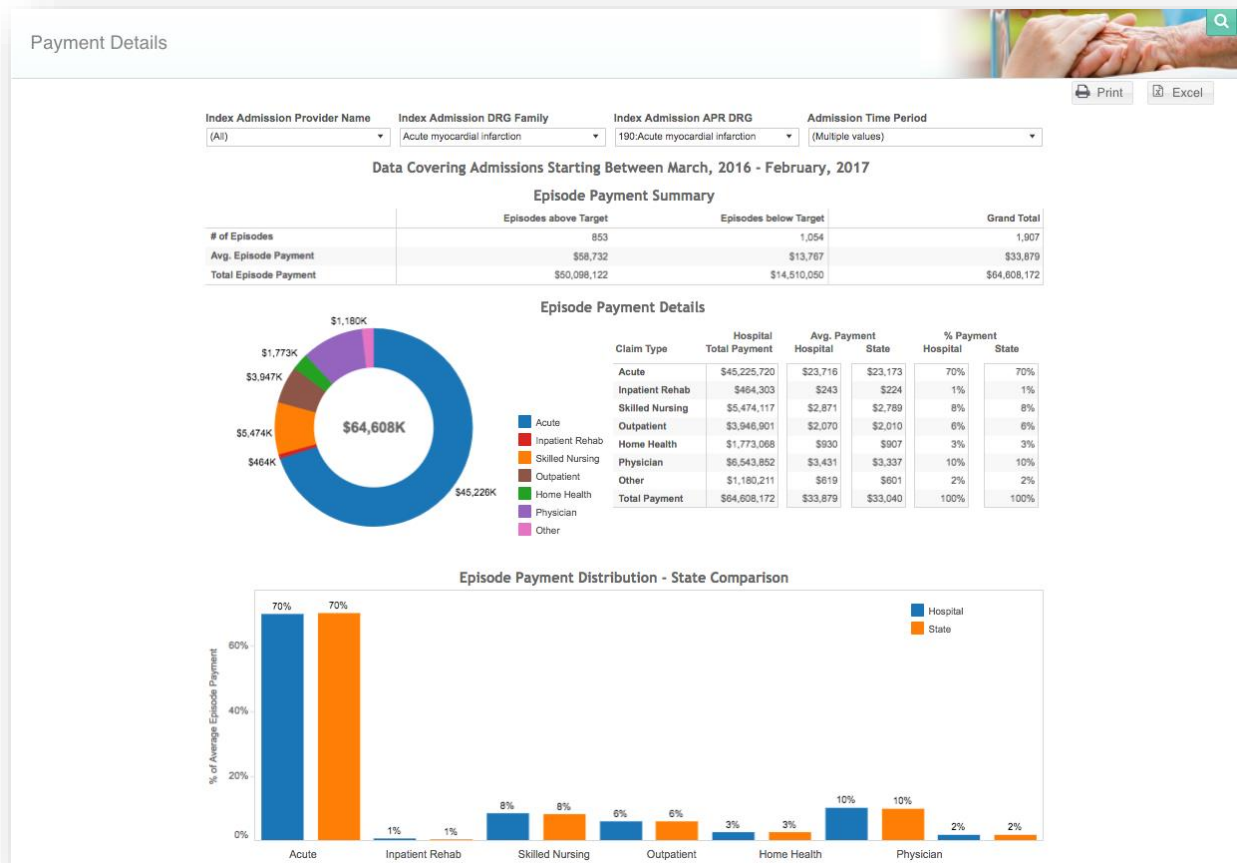 Payment Details
Print Excel
Index Admission Provider Name Index Admission DRG Family Index Admission APR DRG Admission Time Period
(All) Acute myocardial infarction 190:Acute myocardial infarction (Multiple values)
Data Covering Admissions Starting Between March, 2016 - February, 2017
Episode Payment Summary
Episodes above Target Episodes below Target Grand Total
# of Episodes 853 1,054 1,907
Avg. Episode Payment $58,732 $13,767 $33,879
Total Episode Payment $50,098,122 $14,510,050 $64,608,172
Episode Payment Details
$1,180K
$1,773K
$3,947K
$5,474K
$464K
$64,608K
$45,226K
Acute
Inpatient Rehab
Skilled Nursing
Outpatient
Home Health
Physician
Other
Hospital Avg. Payment % Payment
Claim Type Total Payment Hospital State Hospital State
Acute $45,225,720 $23,716 $23,173 70% 70%
Inpatient Rehab $464,303 $243 $224 1% 1%
Skilled Nursing $5,474,117 $2,871 $2,789 8% 8%
Outpatient $3,946,901 $2,070 $2,010 6% 6%
Home Health $1,773,068 $930 $907 3% 3%
Physician $6,543,852 $3,431 $3,337 10% 10%
Other $1,180,211 $619 $601 2% 2%
Total Payment $64,608,172 $33,879 $33,040 100% 100%
Episode Payment Distribution - State Comparison
% of Average Episode Payment
60%
40%
20%
0%
70% 70% 1% 1% 8% 8% 6% 6% 3% 3% 10% 10% 2% 2%
Hospital
State
Acute Inpatient Rehab Skilled Nursing Outpatient Home Health Physician